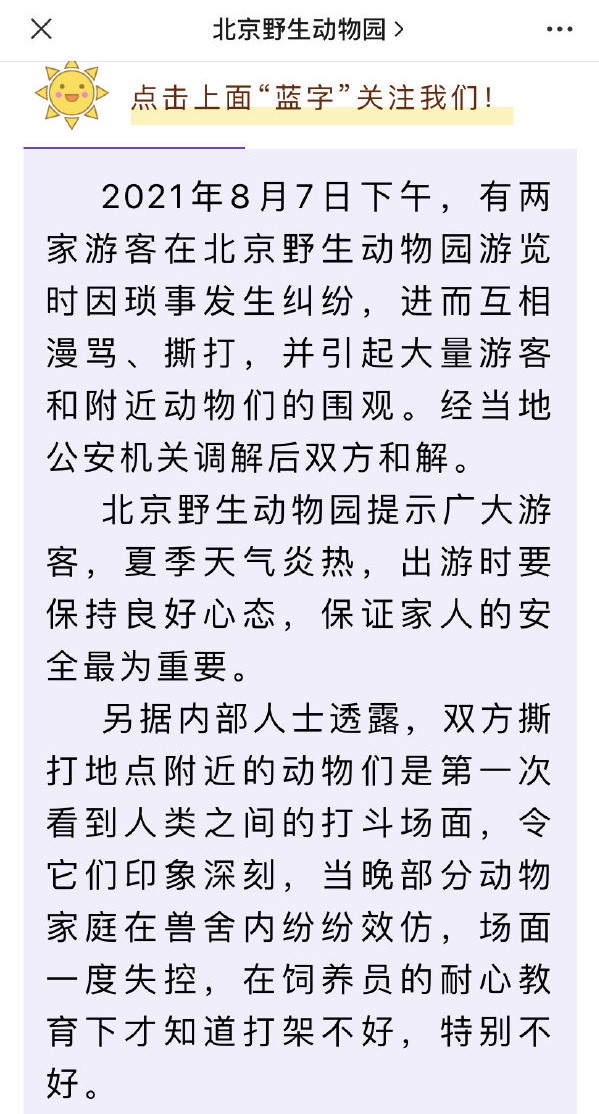 北京野生动物园
点击上面“蓝字”关注我们！
2021年8月7日下午，有两
家游客在北京野生动物园游览
时因琐事发生纠纷，进而互相
漫骂、撕打，并引起大量游客
和附近动物们的围观。经当地
公安机关调解后双方和解。
北京野生动物园提示广大游
客，夏季天气炎热，出游时要
保持良好心态，保证家人的安
全最为重要。
另据内部人士透露，双方撕
打地点附近的动物们是第一次
看到人类之间的打斗场面，令
它们印象深刻，当晚部分动物
家庭在兽舍内纷纷效仿，场面
一度失控，在饲养员的耐心教
育下才知道打架不好，特别不
好。